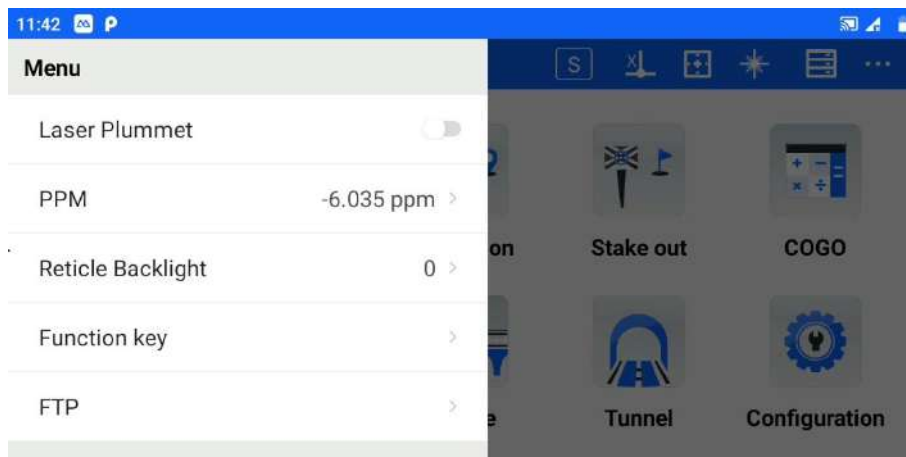 11:42
Menu
S
Laser Plummet
PPM -6.035 ppm
on Stake out COGO
Reticle Backlight 0
Function key
FTP
e Tunnel Configuration